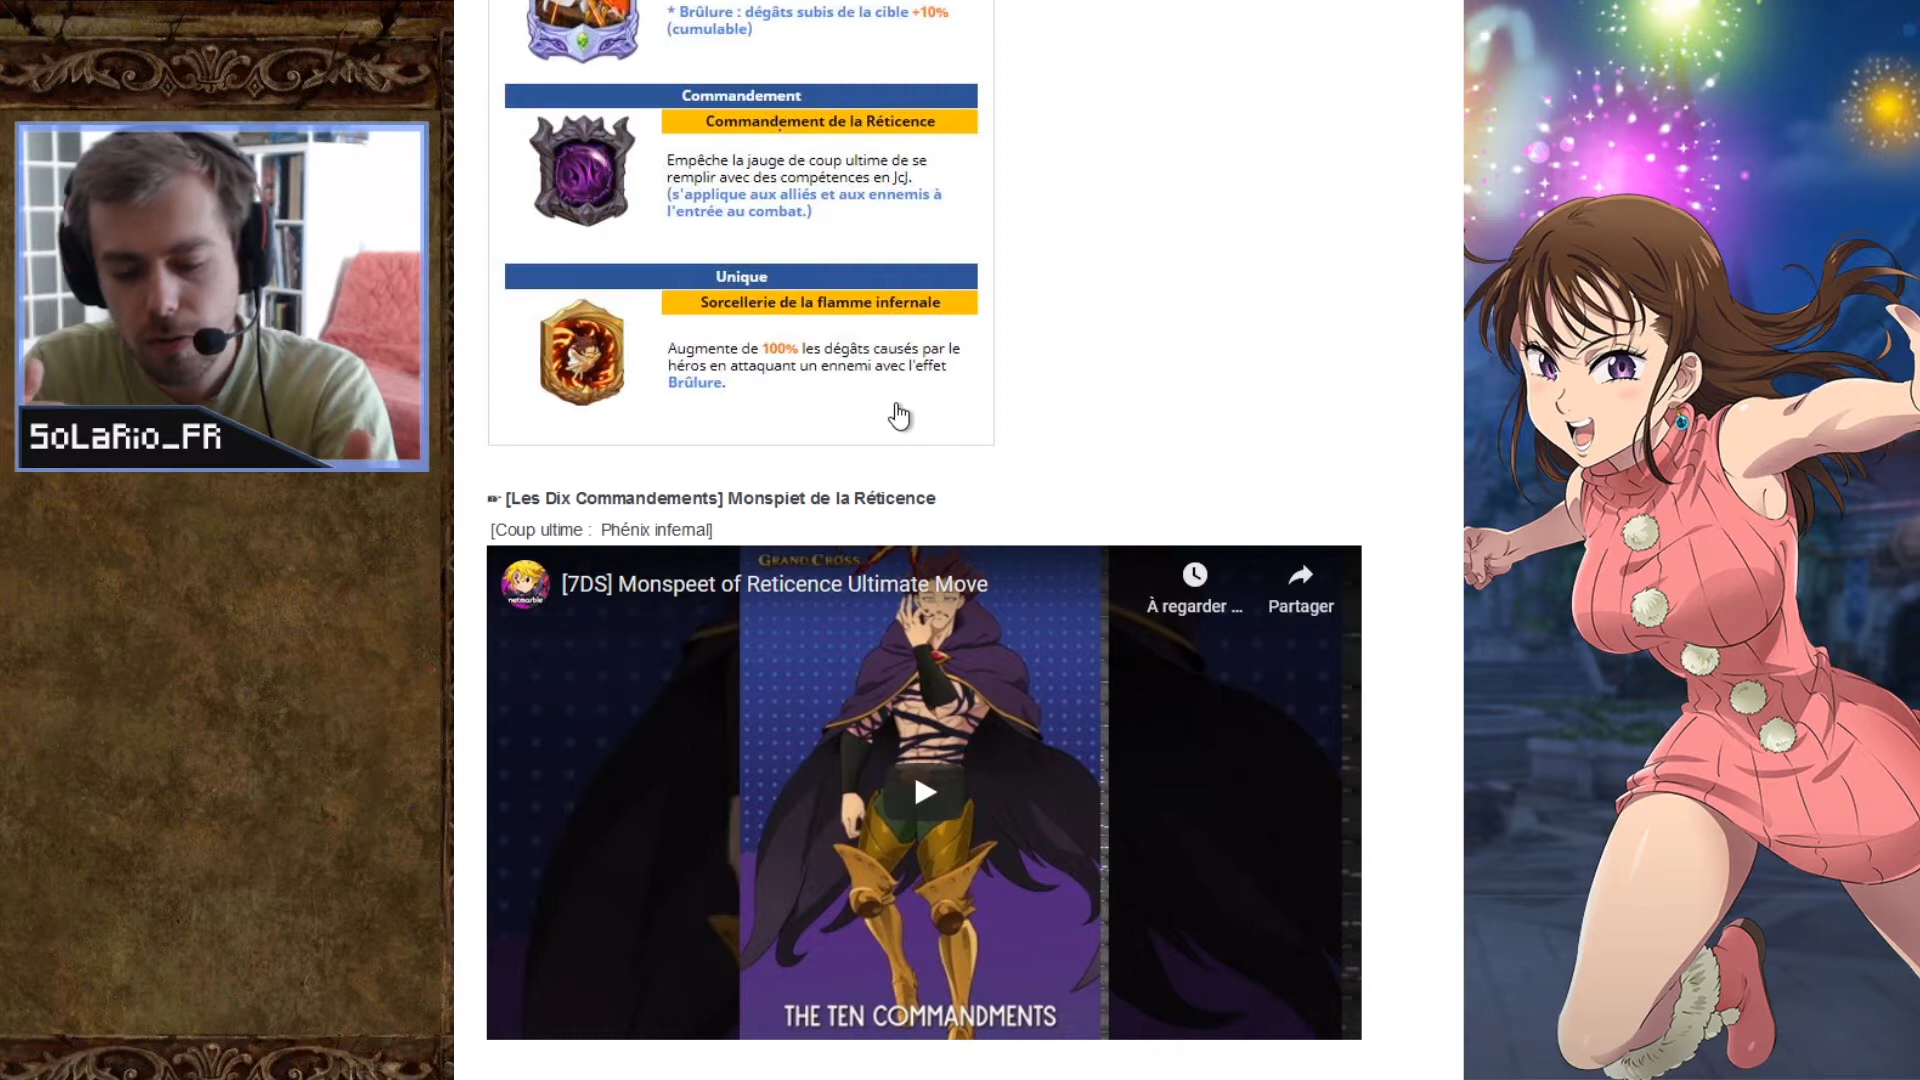 * Brûlure : dégâts subis de la cible +10%
(cumulable)
Commandement
Commandement de la Réticence
Empêche la jauge de coup ultime de se
remplir avec des compétences en JcJ.
(s'applique aux alliés et aux ennemis à
l'entrée au combat.)
Unique
Sorcellerie de la flamme infernale
Augmente de 100% les dégâts causés par le
héros en attaquant un ennemi avec l'effet
Brûlure.
SoLaRio_FR
[Les Dix Commandements] Monspiet de la Réticence
[Coup ultime : Phénix infernal]
GRAND CROSS
netmarble
[7DS] Monspeet of Reticence Ultimate Move
À regarder ...
Partager
THE TEN COMMANDMENTS